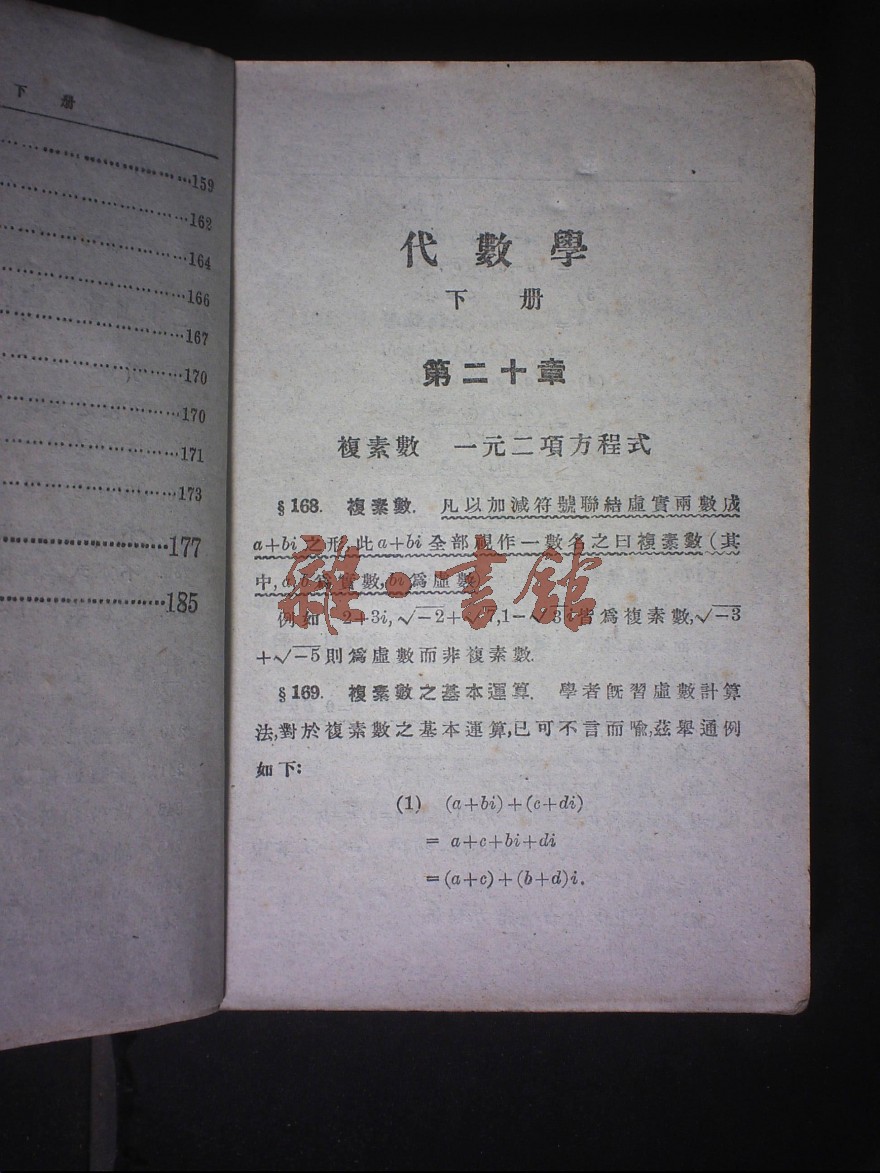 下 册
159
162
164
166
167
170
170
171
173
177
185
代數學
下 册
第二十章
複素數 一元二項方程式
§168. 複素數. 凡以加減符號聯結虛實兩數成
a+bi之形,此a+bi全部視作一數名之曰複素數(其
中,a,b爲實數,bi爲虛數)
例如 2+3i,√-2+√7,1-√3i皆爲複素數,√-3
+√-5則爲虛數而非複素數.
§169. 複素數之基本運算. 學者既習虛數計算
法,對於複素數之基本運算,已可不言而喻,茲舉通例
如下:
(1) (a+bi)+(c+di)
= a+c+bi+di
=(a+c)+(b+d)i.
雜·書館